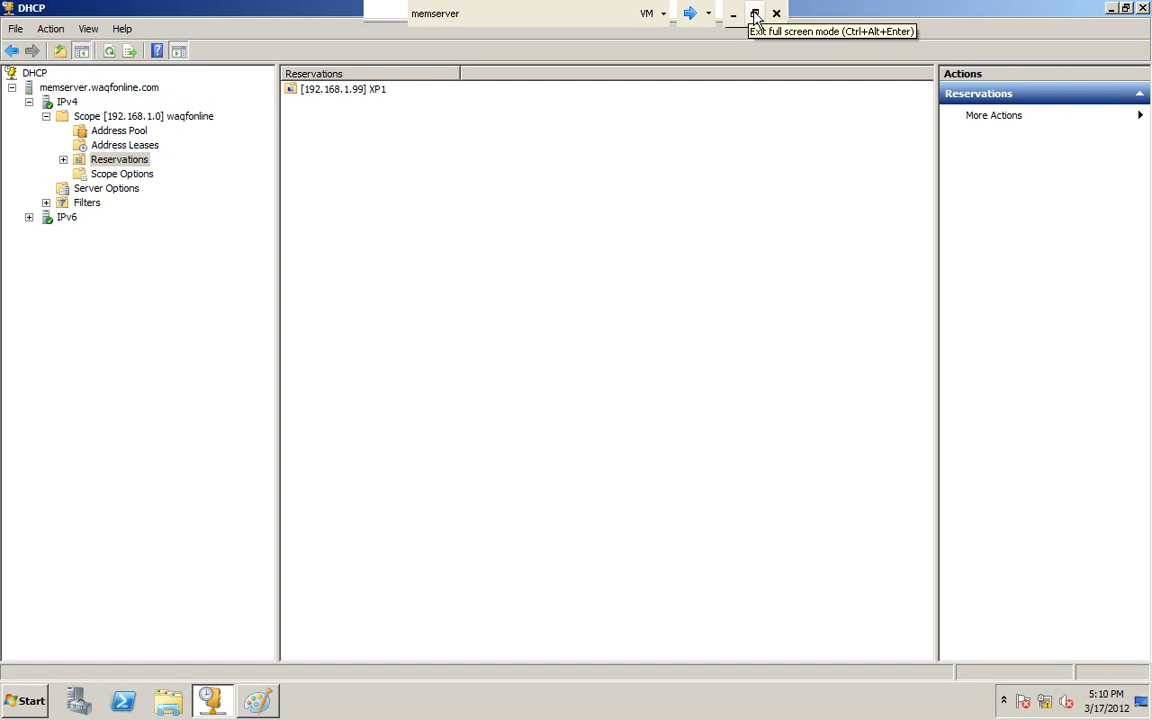 DHCP
memserver
VM
Exit full screen mode (Ctrl+Alt+Enter)
File Action View Help
DHCP
memserver.waqfonline.com
IPv4
Scope [192.168.1.0] waqfonline
Address Pool
Address Leases
Reservations
Scope Options
Server Options
Filters
IPv6
Reservations
[192.168.1.99] XP1
Actions
Reservations
More Actions
Start
5:10 PM
3/17/2012